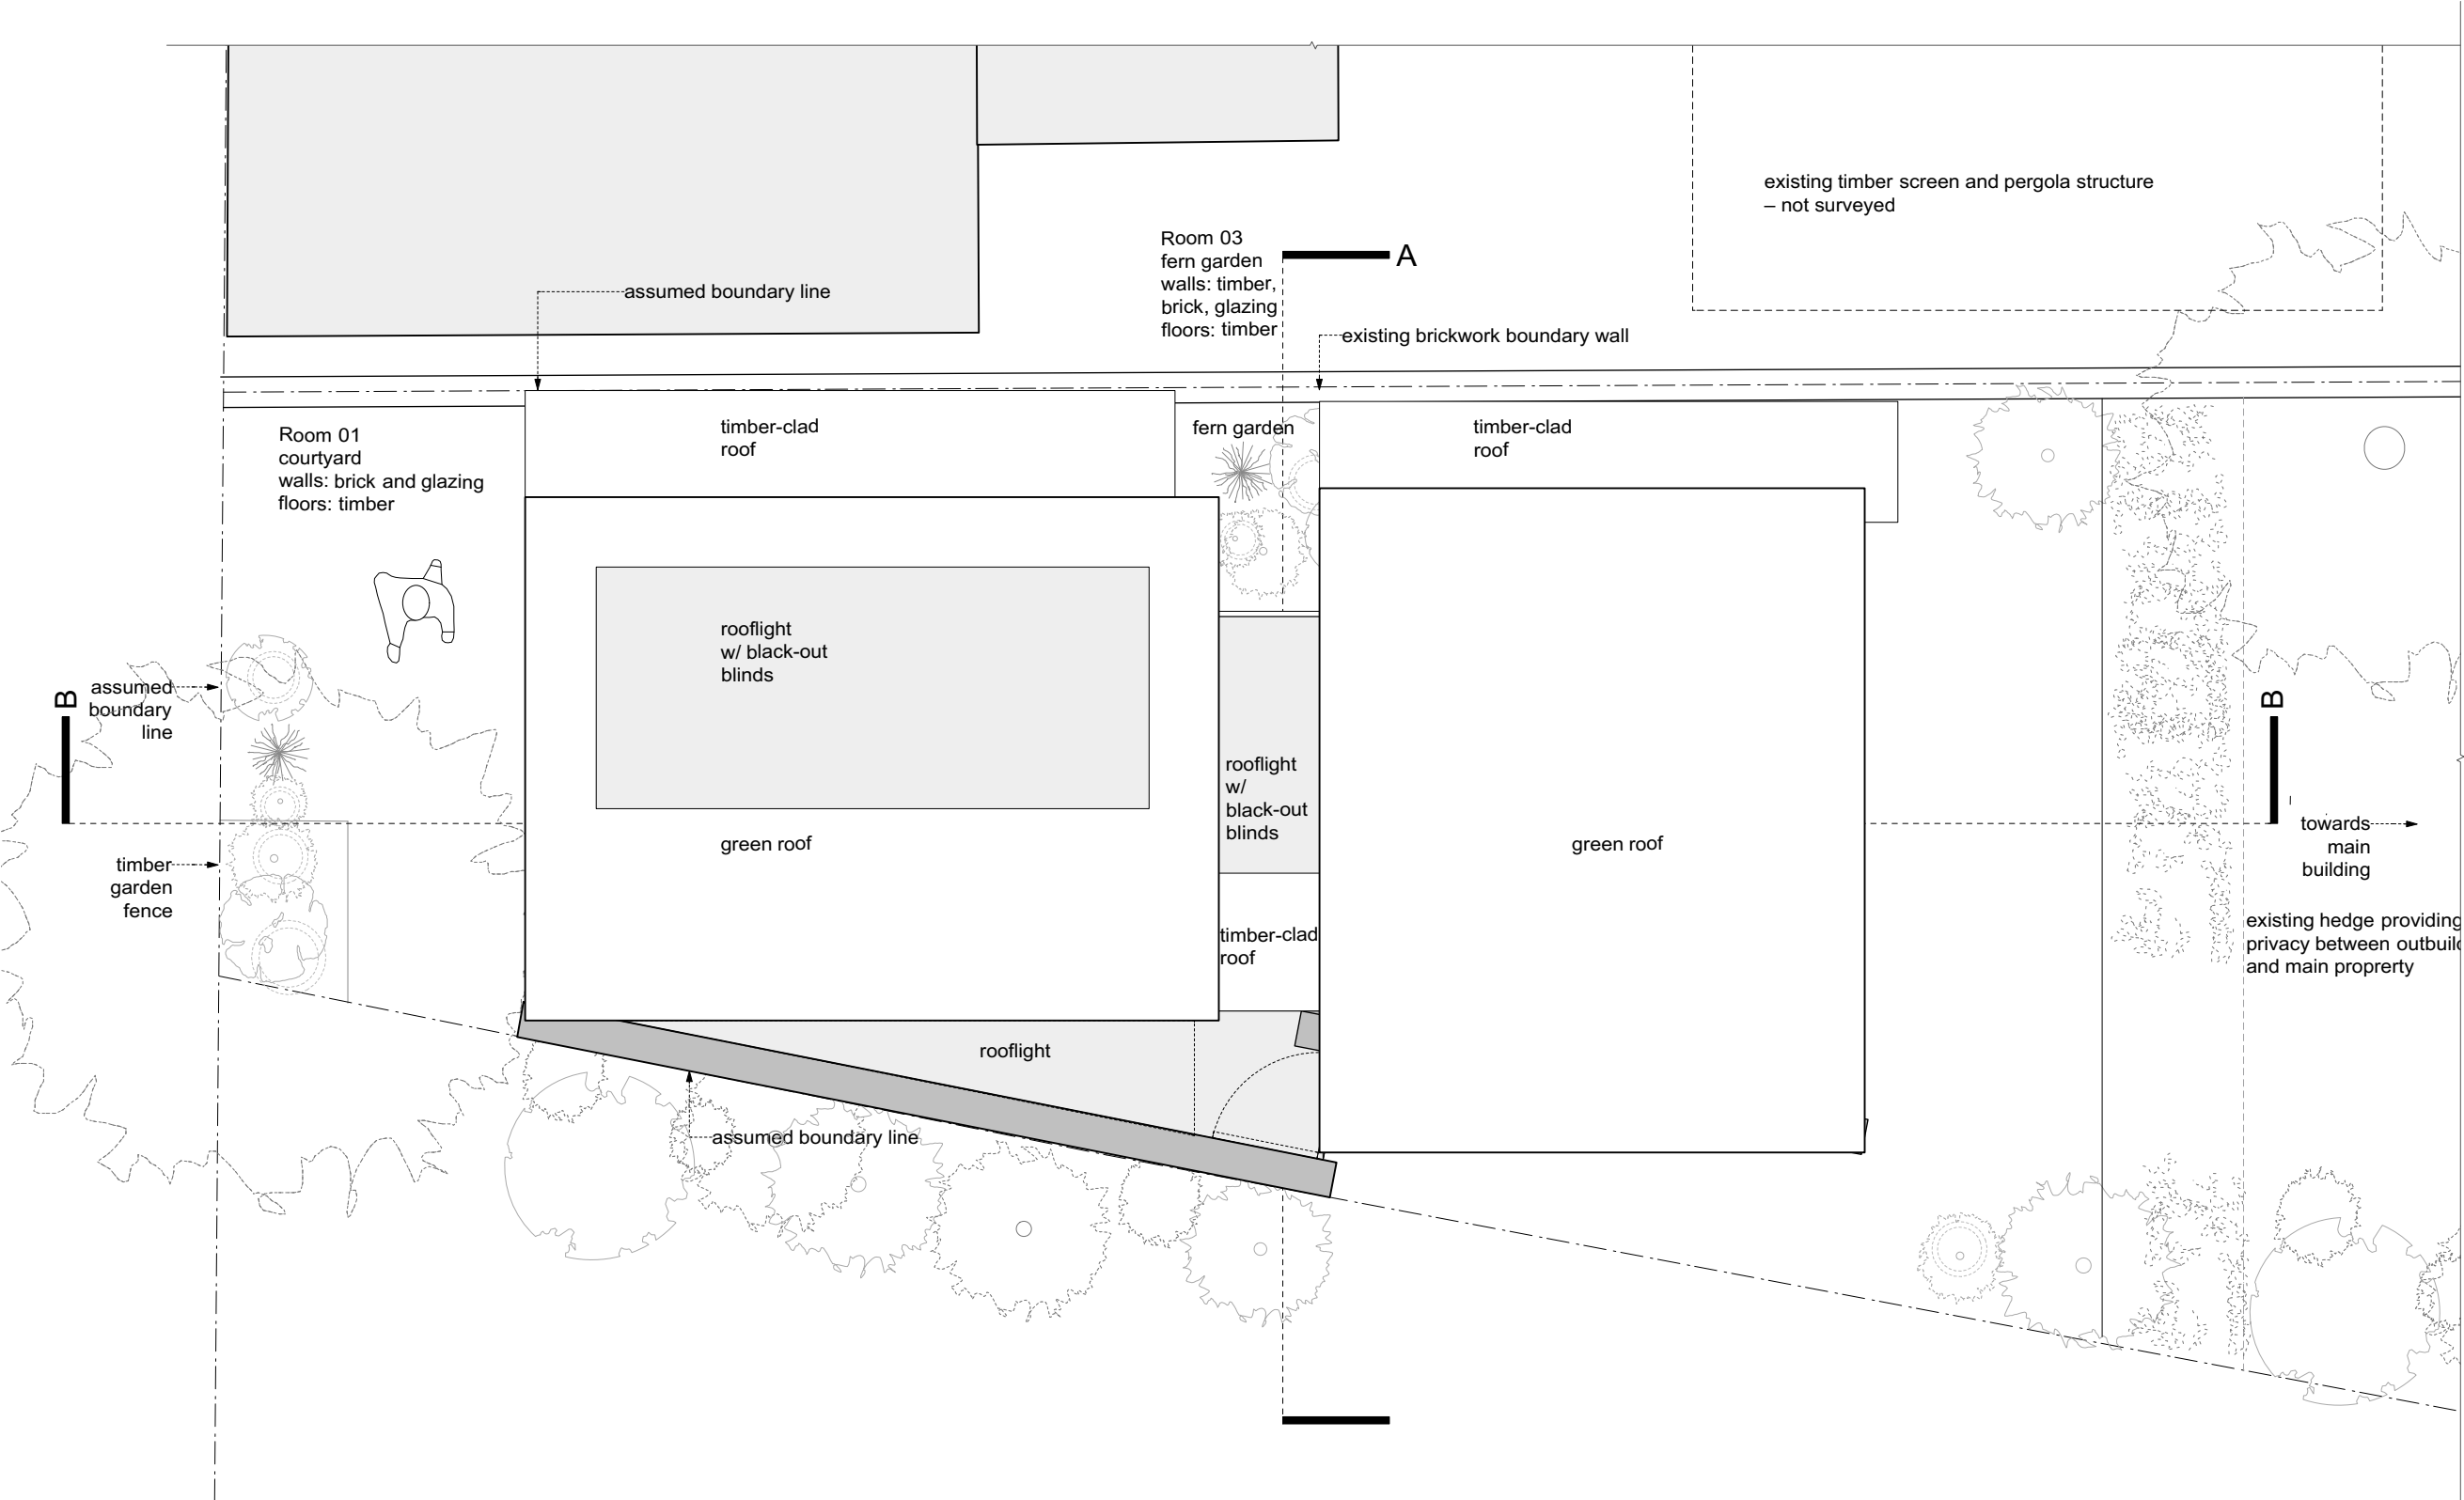 existing timber screen and pergola structure
– not surveyed
Room 03
fern garden
walls: timber,
brick, glazing
floors: timber
A
assumed boundary line
existing brickwork boundary wall
Room 01
courtyard
walls: brick and glazing
floors: timber
timber-clad
roof
fern garden
timber-clad
roof
rooflight
w/ black-out
blinds
B
assumed
boundary
line
rooflight
w/
black-out
blinds
B
timber
garden
fence
green roof
green roof
towards
main
building
timber-clad
roof
existing hedge providing
privacy between outbuild
and main proprerty
rooflight
assumed boundary line